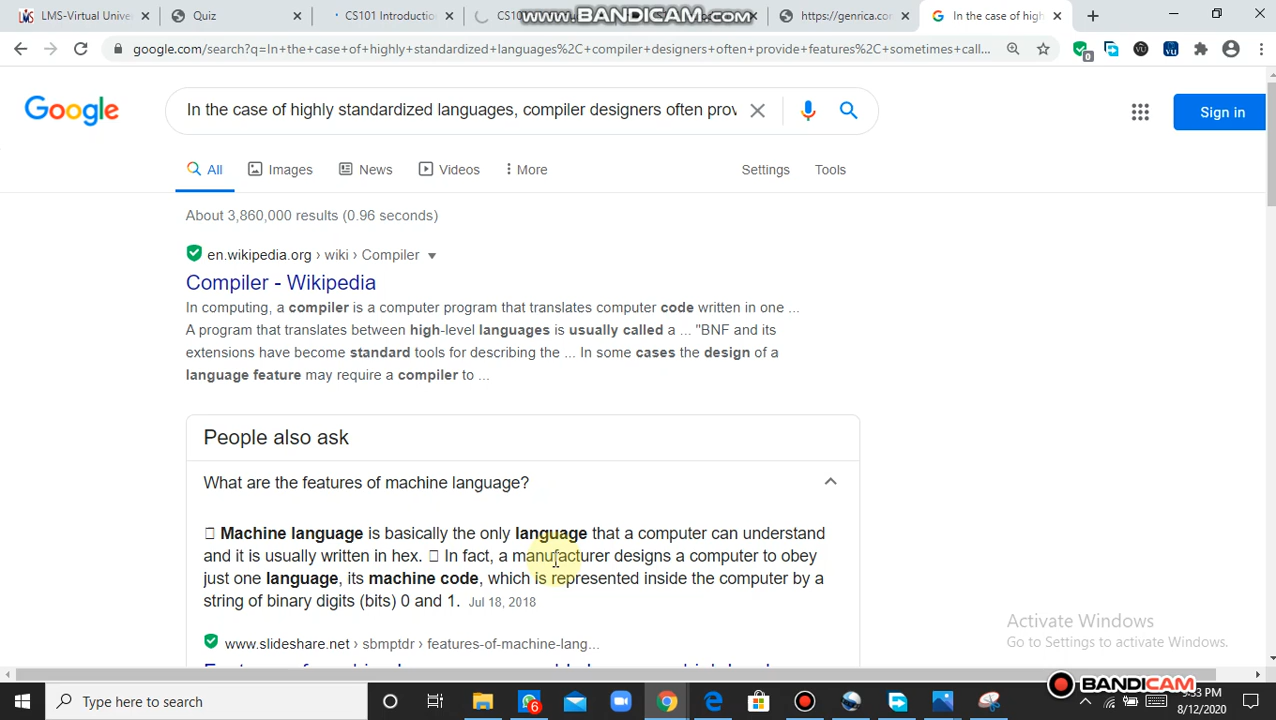 LMS-Virtual Unive
Quiz
CS101 Introductio
CS10
www.BANDICAM.com
https://genrica.co
In the case of high
google.com/search?q=In+the+case+of+highly+standardized+languages%2C+compiler+designers+often+provide+features%2C+sometimes+call...
0
VU
vu
Google
In the case of highly standardized languages, compiler designers often prov
Sign in
All
Images
News
Videos
More
Settings
Tools
About 3,860,000 results (0.96 seconds)
en.wikipedia.org › wiki › Compiler
Compiler - Wikipedia
In computing, a compiler is a computer program that translates computer code written in one ...
A program that translates between high-level languages is usually called a ... "BNF and its
extensions have become standard tools for describing the ... In some cases the design of a
language feature may require a compiler to ...
People also ask
What are the features of machine language?
Machine language is basically the only language that a computer can understand
and it is usually written in hex. In fact, a manufacturer designs a computer to obey
just one language, its machine code, which is represented inside the computer by a
string of binary digits (bits) 0 and 1. Jul 18, 2018
www.slideshare.net › sbmptdr › features-of-machine-lang...
Activate Windows
Go to Settings to activate Windows.
Type here to search
6
BANDICAM
PM
8/12/2020